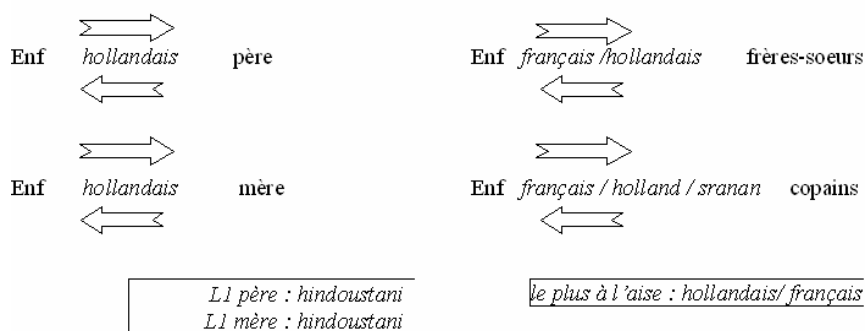 Enf hollandais père
Enf français /hollandais frères-soeurs
Enf hollandais mère
Enf français / holland / sranan copains
L1 père : hindoustani
L1 mère : hindoustani
le plus à l’aise : hollandais/ français